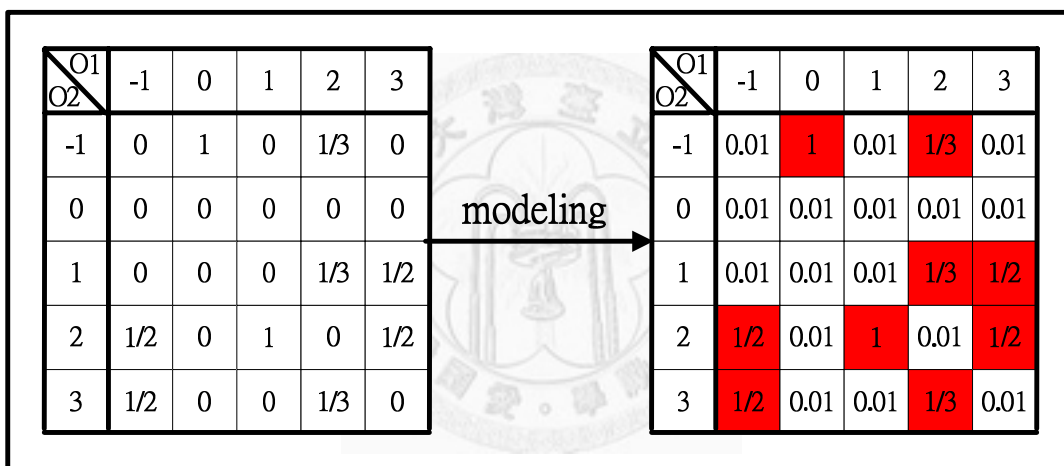 O1 -1 0 1 2 3
O2
-1 0 1 0 1/3 0
0 0 0 0 0 0
1 0 0 0 1/3 1/2
2 1/2 0 1 0 1/2
3 1/2 0 0 1/3 0
modeling
O1 -1 0 1 2 3
O2
-1 0.01 1 0.01 1/3 0.01
0 0.01 0.01 0.01 0.01 0.01
1 0.01 0.01 0.01 1/3 1/2
2 1/2 0.01 1 0.01 1/2
3 1/2 0.01 0.01 1/3 0.01